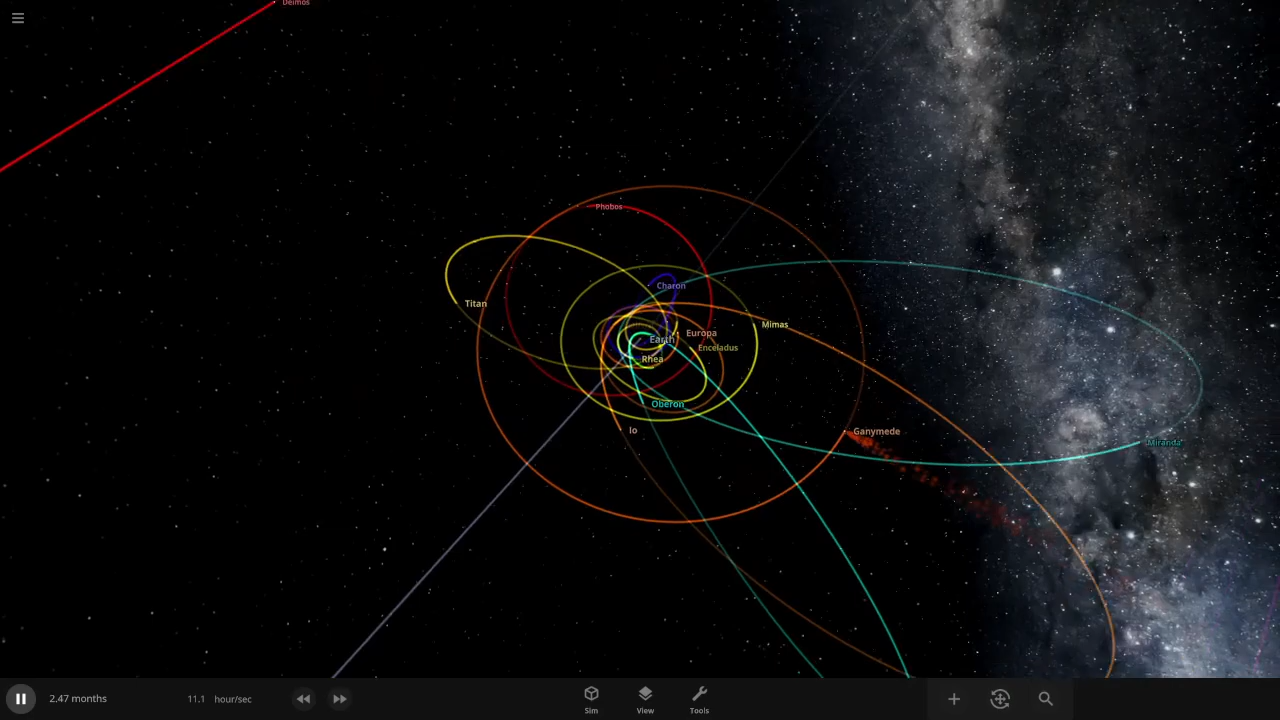 Deimos
Phobos
Charon
Titan
Mimas
Europa
Earth
Enceladus
Rhea
Oberon
Io
Ganymede
Miranda
2.47 months
11.1 hour/sec
Sim
View
Tools